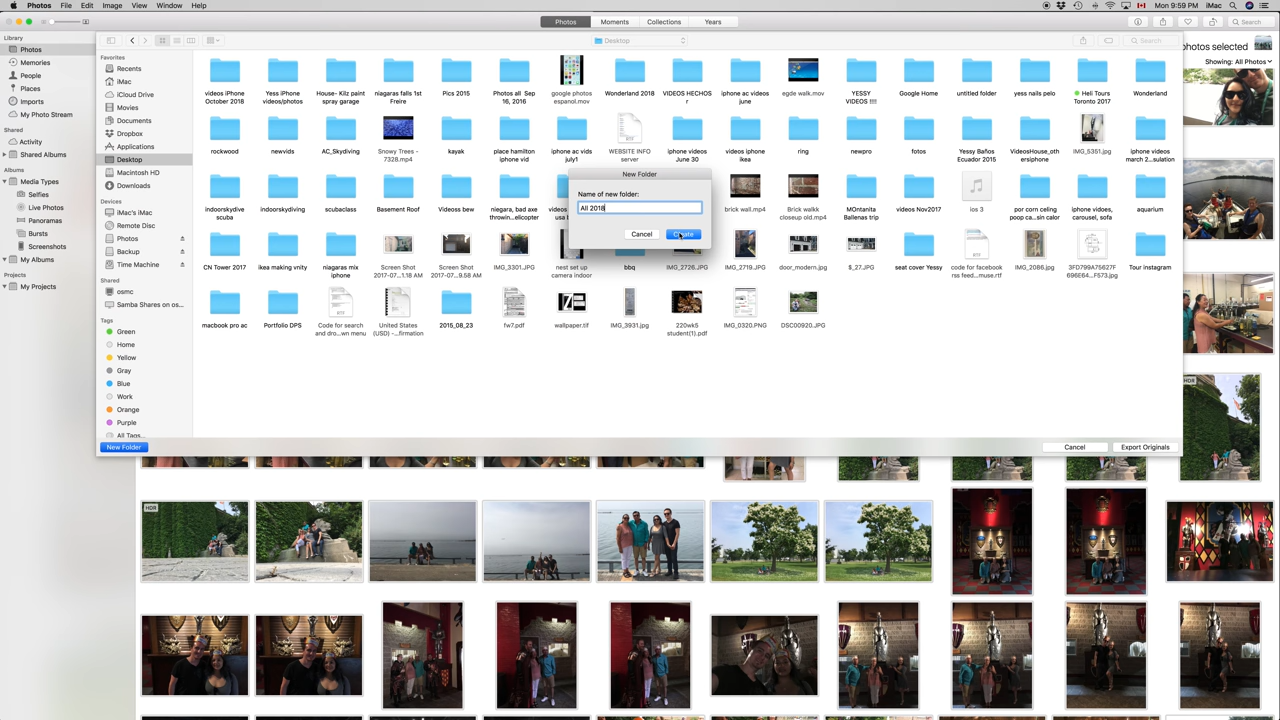 Photos File Edit Image View Window Help Mon 9:59 PM iMac
Photos Moments Collections Years Search
Library
Photos
Memories
People
Places
Imports
My Photo Stream
Shared
Activity
Shared Albums
Albums
Media Types
Selfies
Live Photos
Panoramas
Bursts
Screenshots
My Albums
Projects
My Projects
Desktop Search
photos selected
Showing: All Photos
Favorites
Recents
iMac
iCloud Drive
Movies
Documents
Dropbox
Applications
Desktop
Macintosh HD
Downloads
Devices
iMac's iMac
Remote Disc
Photos
Backup
Time Machine
Shared
osmc
Samba Shares on os...
Tags
Green
Home
Yellow
Gray
Blue
Work
Orange
Purple
All Tags...
videos iPhone October 2018
Yess iPhone videos/photos
House- Kilz paint spray garage
niagaras falls 1st Freire
Pics 2015
Photos all Sep 16, 2016
google photos espanol.mov
Wonderland 2018
VIDEOS HECHOS r
iphone ac videos june
egde walk.mov
YESSY VIDEOS !!!!
Google Home
untitled folder
yess nails pelo
Heli Tours Toronto 2017
Wonderland
rockwood
newvids
AC_Skydiving
Snowy Trees - 7328.mp4
kayak
place hamilton iphone vid
iphone ac vids july1
WEBSITE INFO server
iphone videos June 30
videos iphone ikea
ring
newpro
fotos
Yessy Baños Ecuador 2015
VideosHouse_oth ersiphone
IMG_5351.jpg
iphone videos march 2...sulation
indoorskydive scuba
indoorskydive usa
scubaclass
Basement Roof
Videos bew
niegara, bad axe throwin...elicopter
videos usa b
brick wall.mp4
Brick walkk closeup old.mp4
MOntanita Ballenitas trip
videos Nov2017
ios 3
por corn celing poop ca...sin calor
iphone videos, carousel, sofa
aquarium
CN Tower 2017
ikea making vnity
niagaras mix iphone
Screen Shot 2017-07...1.18 AM
Screen Shot 2017-07...9.58 AM
IMG_3301.JPG
nest set up camera indoor
bbq
IMG_2726.JPG
IMG_2719.JPG
door_modern.jpg
$_27.JPG
seat cover Yessy
code for facebook rss feed...muse.rtf
IMG_2086.jpg
3FD799A75627F 696E64...F573.jpg
Tour instagram
macbook pro ac
Portfolio DPS
Code for search and dro...wn menu
United States (USD) -...firmation
2015_08_23
fw7.pdf
wallpaper.tif
IMG_3931.jpg
220wk5 student(1).pdf
IMG_0320.PNG
DSC00920.JPG
New Folder
Name of new folder:
All 2018
Cancel Create
New Folder Cancel Export Originals
HDR
HDR